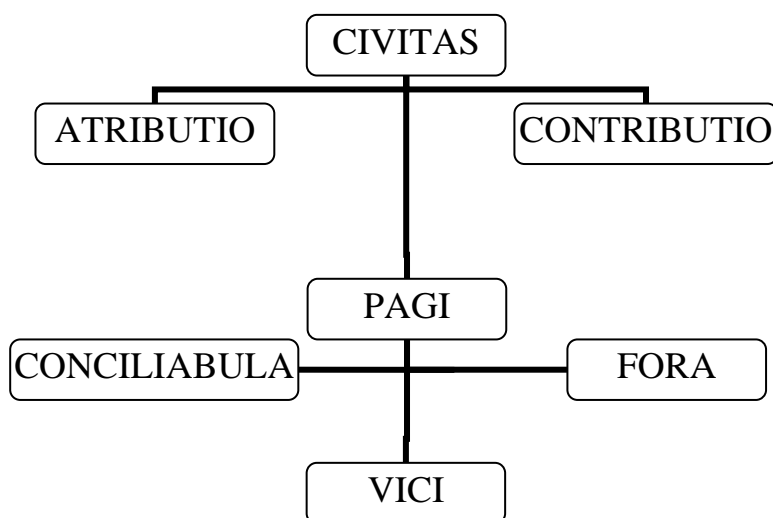 CIVITAS
ATRIBUTIO
CONTRIBUTIO
PAGI
CONCILIABULA
FORA
VICI